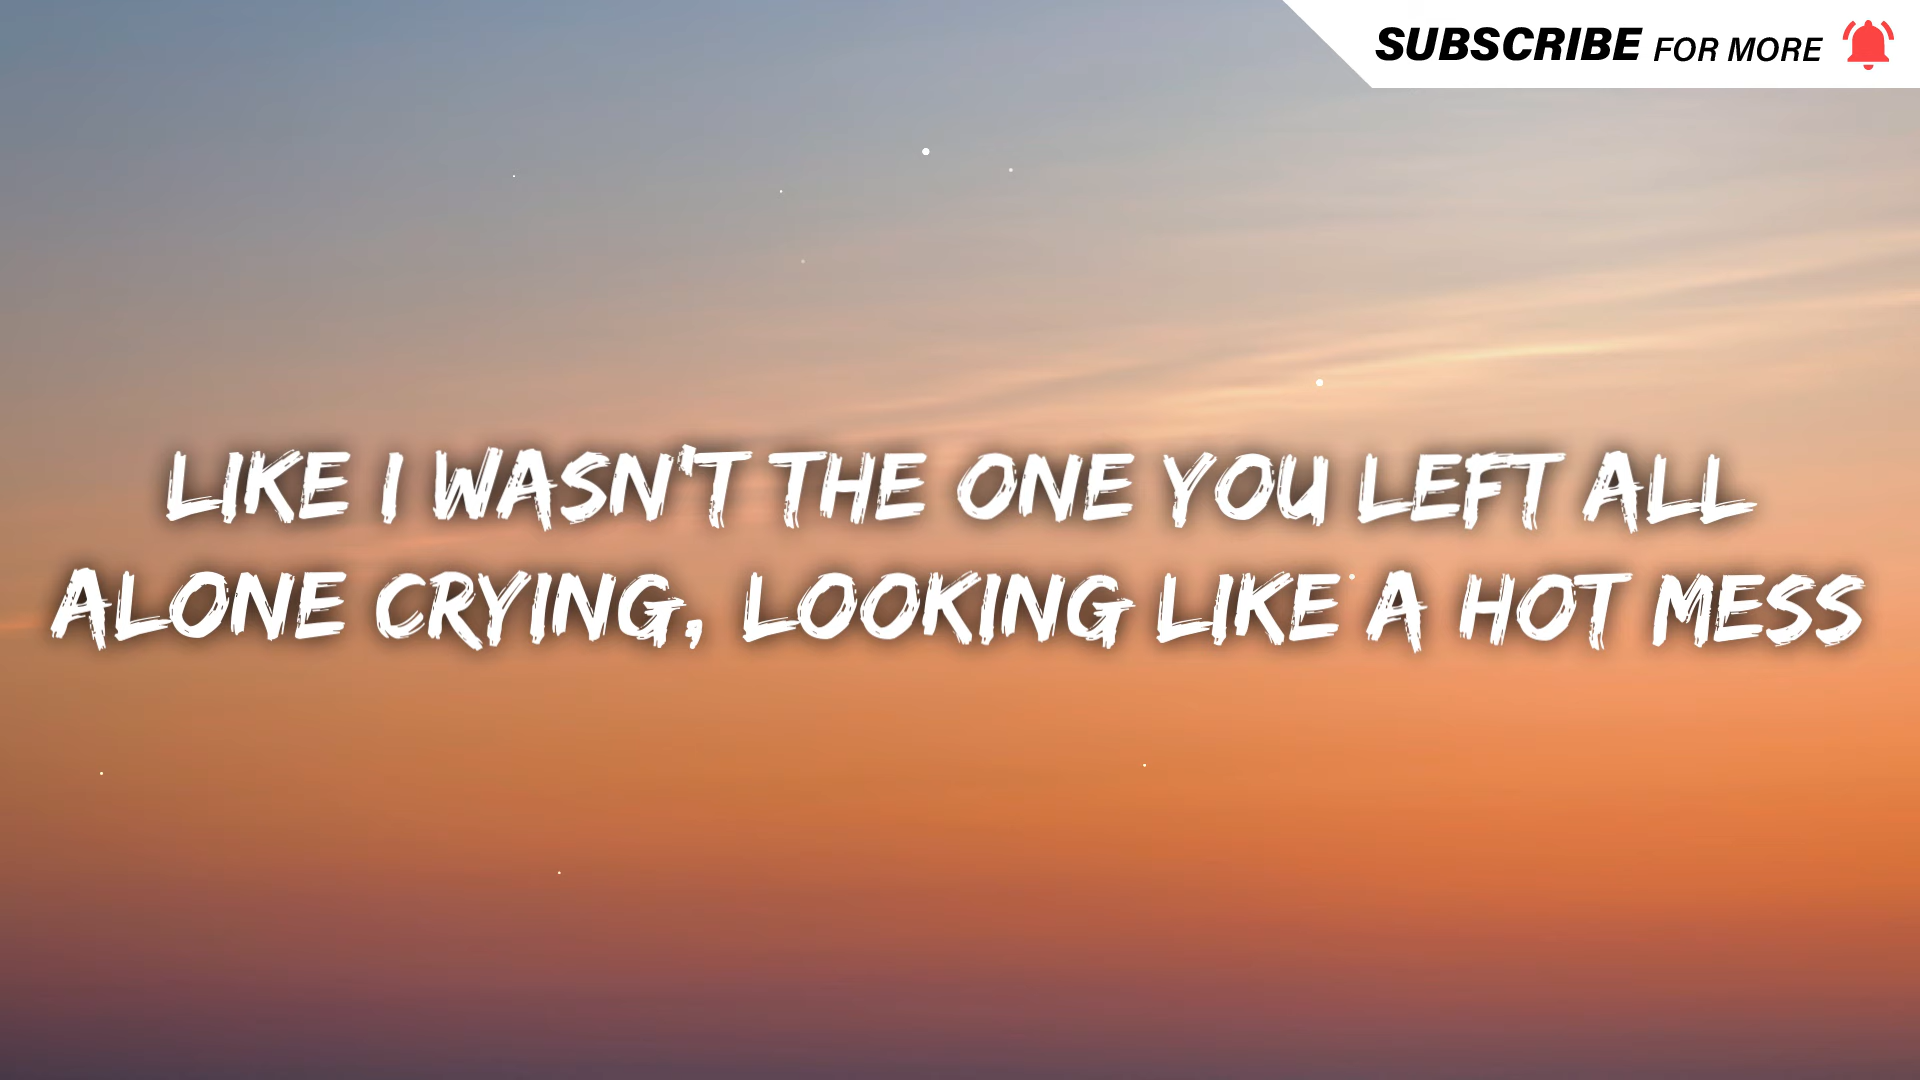 SUBSCRIBE FOR MORE
LIKE I WASN'T THE ONE YOU LEFT ALL
ALONE CRYING, LOOKING LIKE A HOT MESS